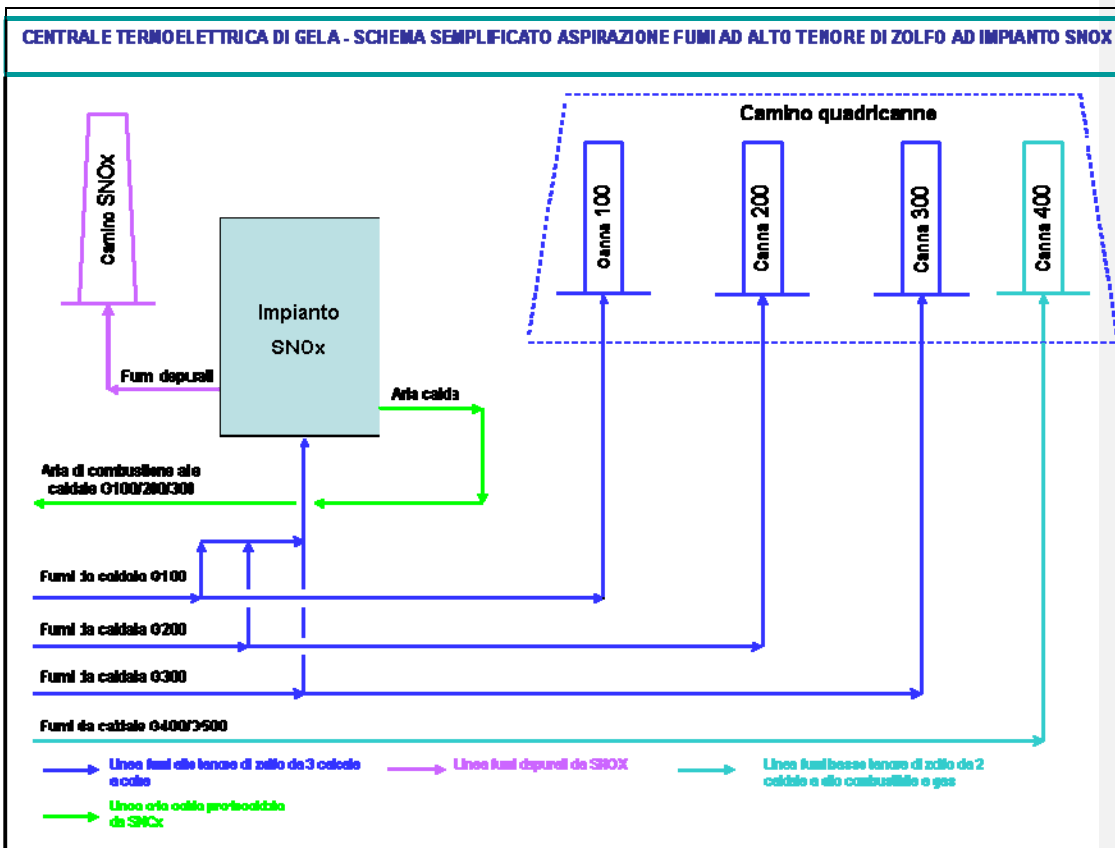 CENTRALE TERMOELETTRICA DI GELA - SCHEMA SEMPLIFICATO ASPIRAZIONE FUMI AD ALTO TENORE DI ZOLFO AD IMPIANTO SNOX
Camino quadricanne
Camino SNOx
Canna 100
Canna 200
Canna 300
Canna 400
Impianto
SNOx
Fumi depurati
Aria calda
Aria di combustione alle
caldaie G100/200/300
Fumi da caldaia G100
Fumi da caldaia G200
Fumi da caldaia G300
Fumi da caldaie G400/
Linea fumi alto tenore di zolfo da 3 caldaie
a coke
Linea fumi depurati da SNOX
Linea fumi basso tenore di zolfo da 2
caldaie a olio combustibile e gas
Linea aria calda preriscaldata
da SNOx